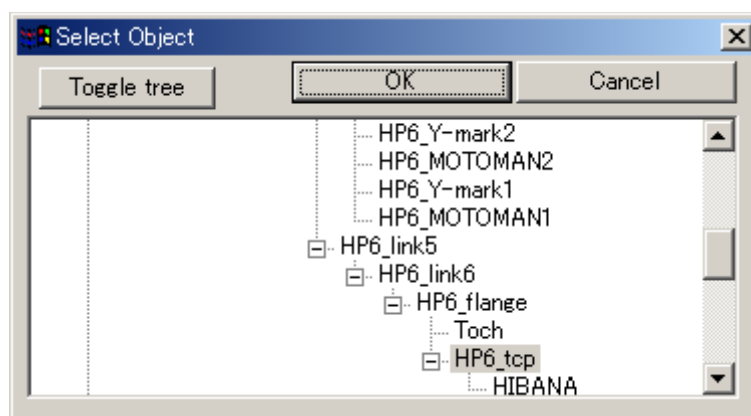 Select Object
Toggle tree OK Cancel
HP6_Y-mark2
HP6_MOTOMAN2
HP6_Y-mark1
HP6_MOTOMAN1
HP6_link5
HP6_link6
HP6_flange
Toch
HP6_tcp
HIBANA